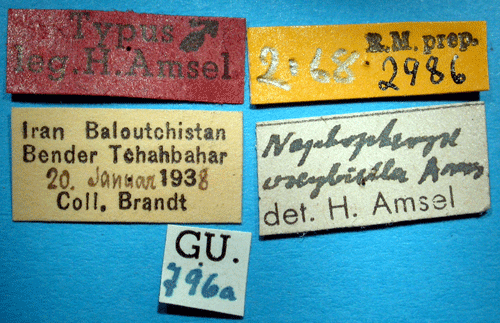 Typus ♂
leg. H. Amsel
R.M. prep.
2:68 2986
Iran Baloutchistan
Bender Tchahbahar
20. Januar 1938
Coll. Brandt
Ams.
det. H. Amsel
GU.
796a